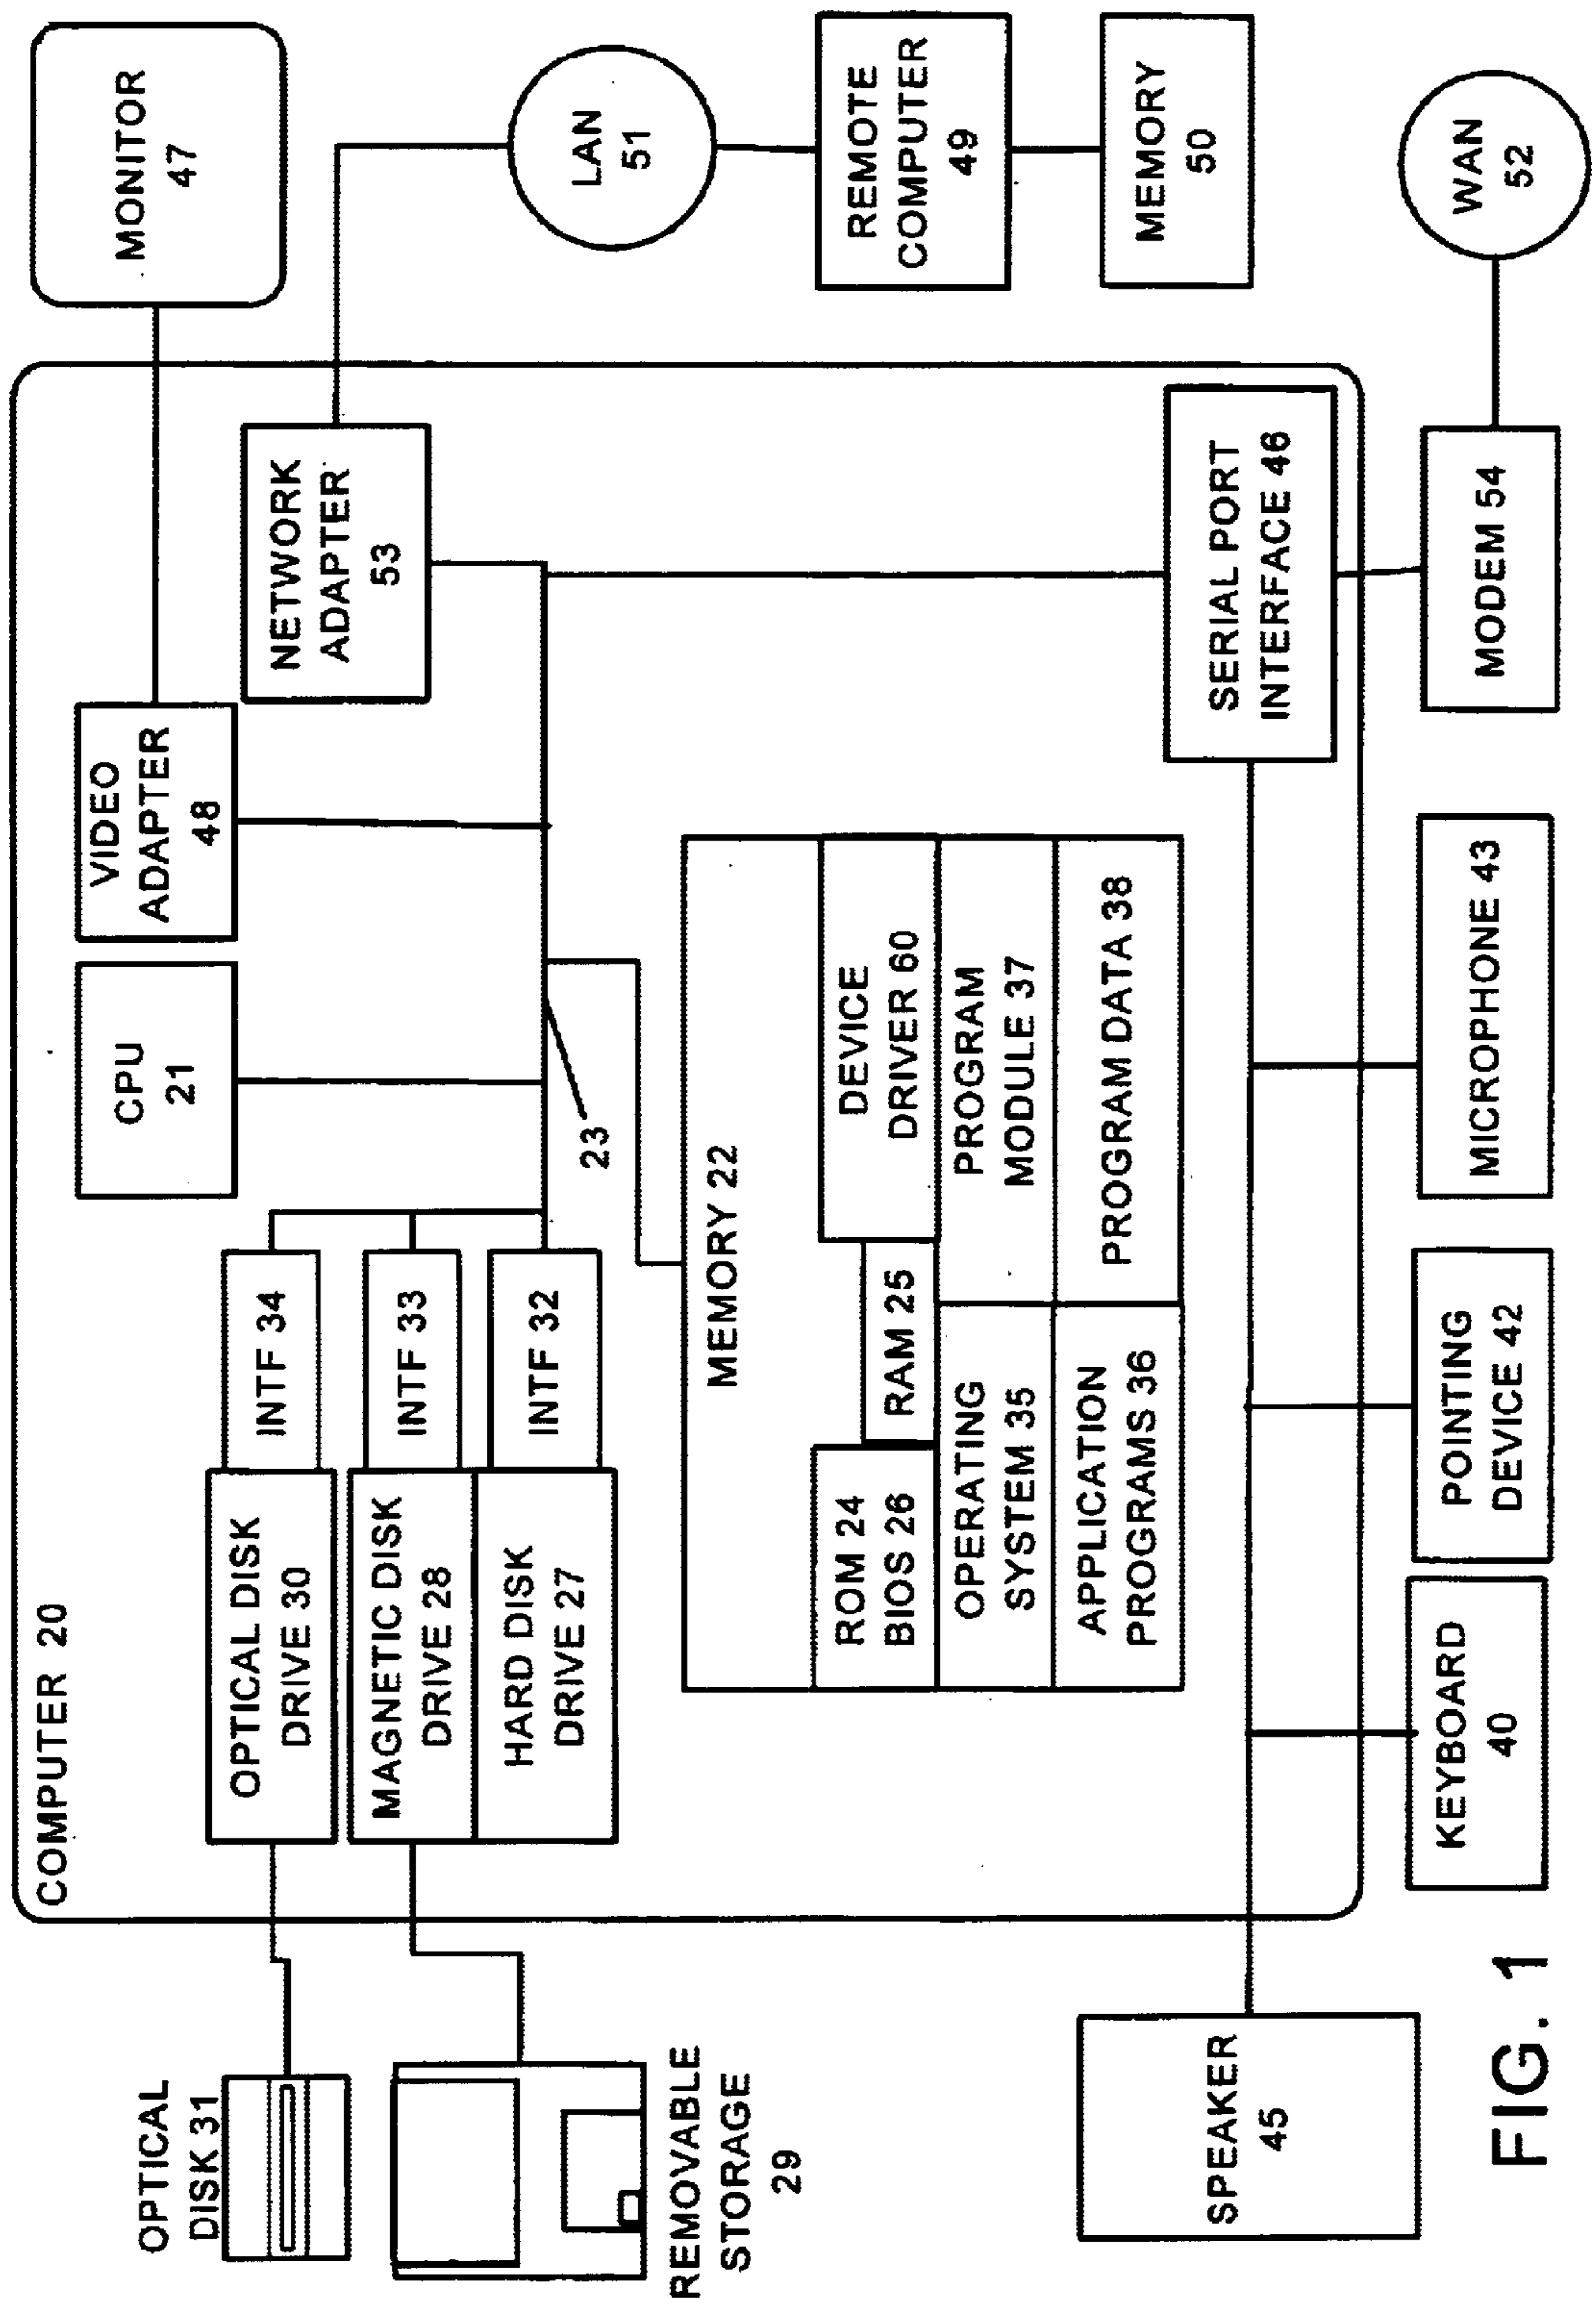 COMPUTER 20
OPTICAL
DISK 31
OPTICAL DISK
DRIVE 30
INTF 34
CPU
21
VIDEO
ADAPTER
48
MONITOR
47
REMOVABLE
STORAGE
29
MAGNETIC DISK
DRIVE 28
INTF 33
HARD DISK
DRIVE 27
INTF 32
23
NETWORK
ADAPTER
53
LAN
51
MEMORY 22
ROM 24
BIOS 26
RAM 25
DEVICE
DRIVER 60
OPERATING
SYSTEM 35
PROGRAM
MODULE 37
APPLICATION
PROGRAMS 36
PROGRAM DATA 38
REMOTE
COMPUTER
49
MEMORY
50
SPEAKER
45
SERIAL PORT
INTERFACE 46
KEYBOARD
40
POINTING
DEVICE 42
MICROPHONE 43
MODEM 54
WAN
52
FIG. 1